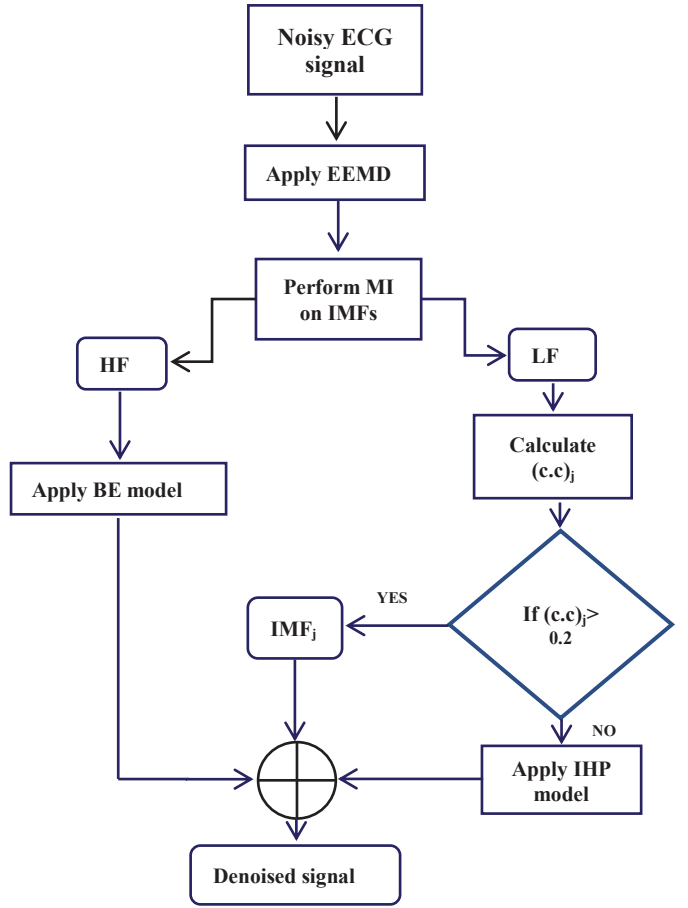 Noisy ECG
signal
Apply EEMD
Perform MI
on IMFs
HF
LF
Calculate
(c.c)j
Apply BE model
YES
IMFj
If (c.c)j>
0.2
NO
Apply IHP
model
Denoised signal